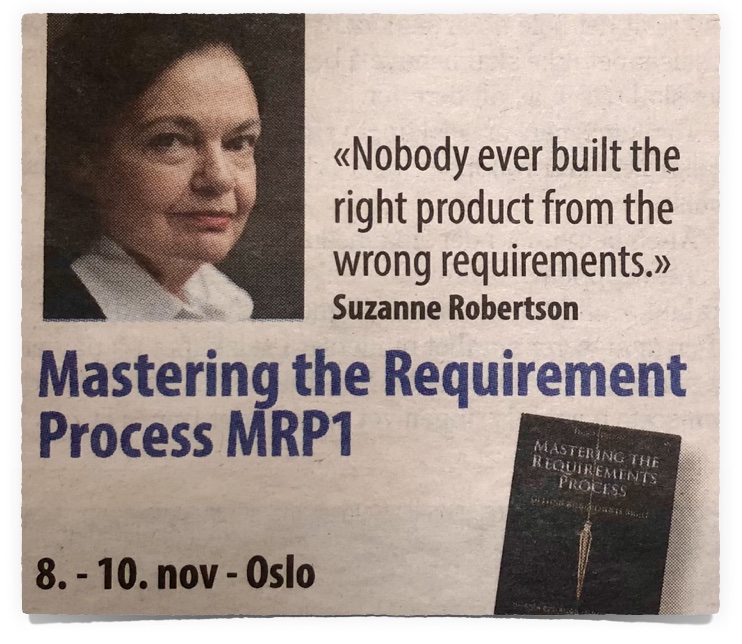 «Nobody ever built the
right product from the
wrong requirements.»
Suzanne Robertson
Mastering the Requirement
Process MRP1
MASTERING THE
REQUIREMENTS
PROCESS
8. - 10. nov - Oslo